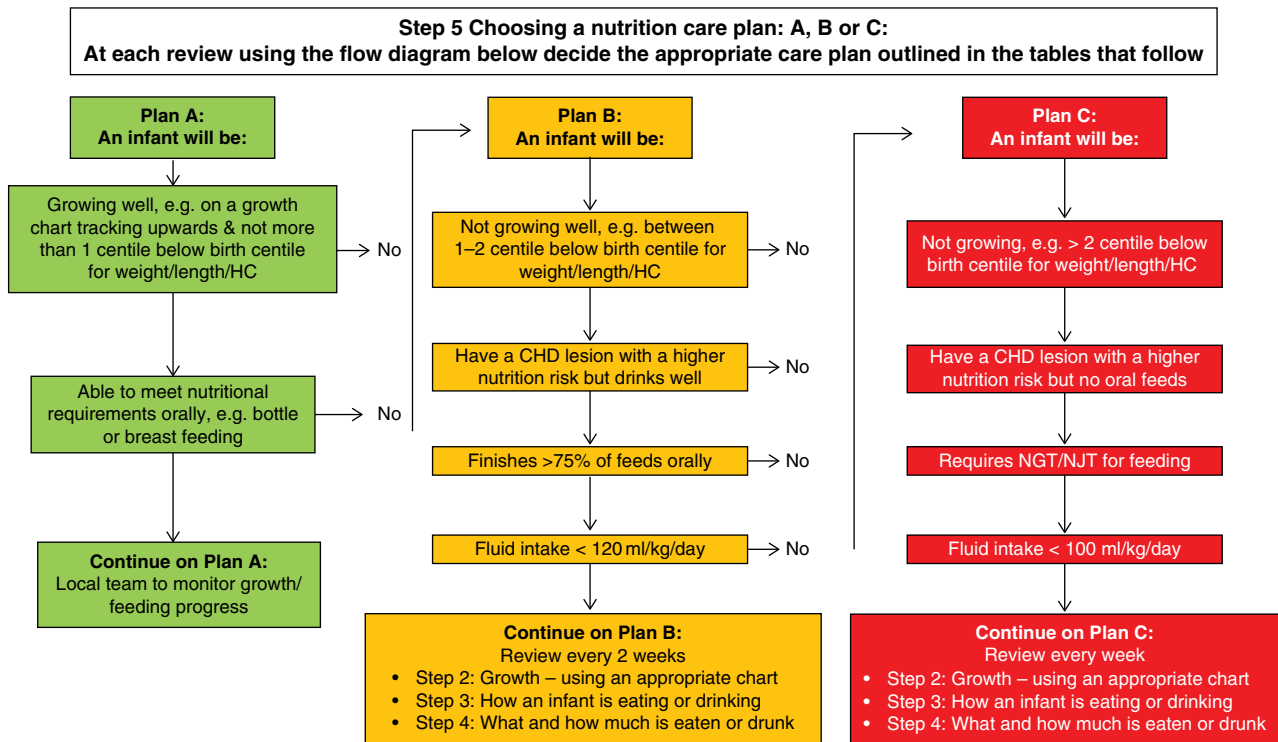 Step 5 Choosing a nutrition care plan: A, B or C:
At each review using the flow diagram below decide the appropriate care plan outlined in the tables that follow
Plan A:
An infant will be:
Growing well, e.g. on a growth
chart tracking upwards & not more
than 1 centile below birth centile
for weight/length/HC
No
Able to meet nutritional
requirements orally, e.g. bottle
or breast feeding
No
Continue on Plan A:
Local team to monitor growth/
feeding progress
Plan B:
An infant will be:
Not growing well, e.g. between
1–2 centile below birth centile for
weight/length/HC
No
Have a CHD lesion with a higher
nutrition risk but drinks well
No
Finishes >75% of feeds orally
No
Fluid intake < 120 ml/kg/day
No
Continue on Plan B:
Review every 2 weeks
• Step 2: Growth – using an appropriate chart
• Step 3: How an infant is eating or drinking
• Step 4: What and how much is eaten or drunk
Plan C:
An infant will be:
Not growing, e.g. > 2 centile below
birth centile for weight/length/HC
Have a CHD lesion with a higher
nutrition risk but no oral feeds
Requires NGT/NJT for feeding
Fluid intake < 100 ml/kg/day
Continue on Plan C:
Review every week
• Step 2: Growth – using an appropriate chart
• Step 3: How an infant is eating or drinking
• Step 4: What and how much is eaten or drunk